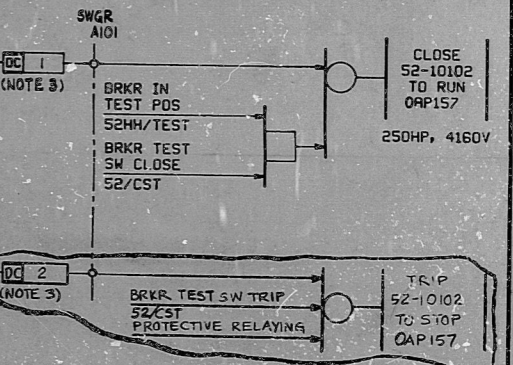 SWGR
A101
DC 1
(NOTE 3)
BRKR IN
TEST POS
52HH/TEST
BRKR TEST
SW CLOSE
52/CST
CLOSE
52-10102
TO RUN
0AP157
250HP, 4160V
DC 2
(NOTE 3)
BRKR TEST SW TRIP
52/CST
PROTECTIVE RELAYING
TRIP
52-10102
TO STOP
0AP157